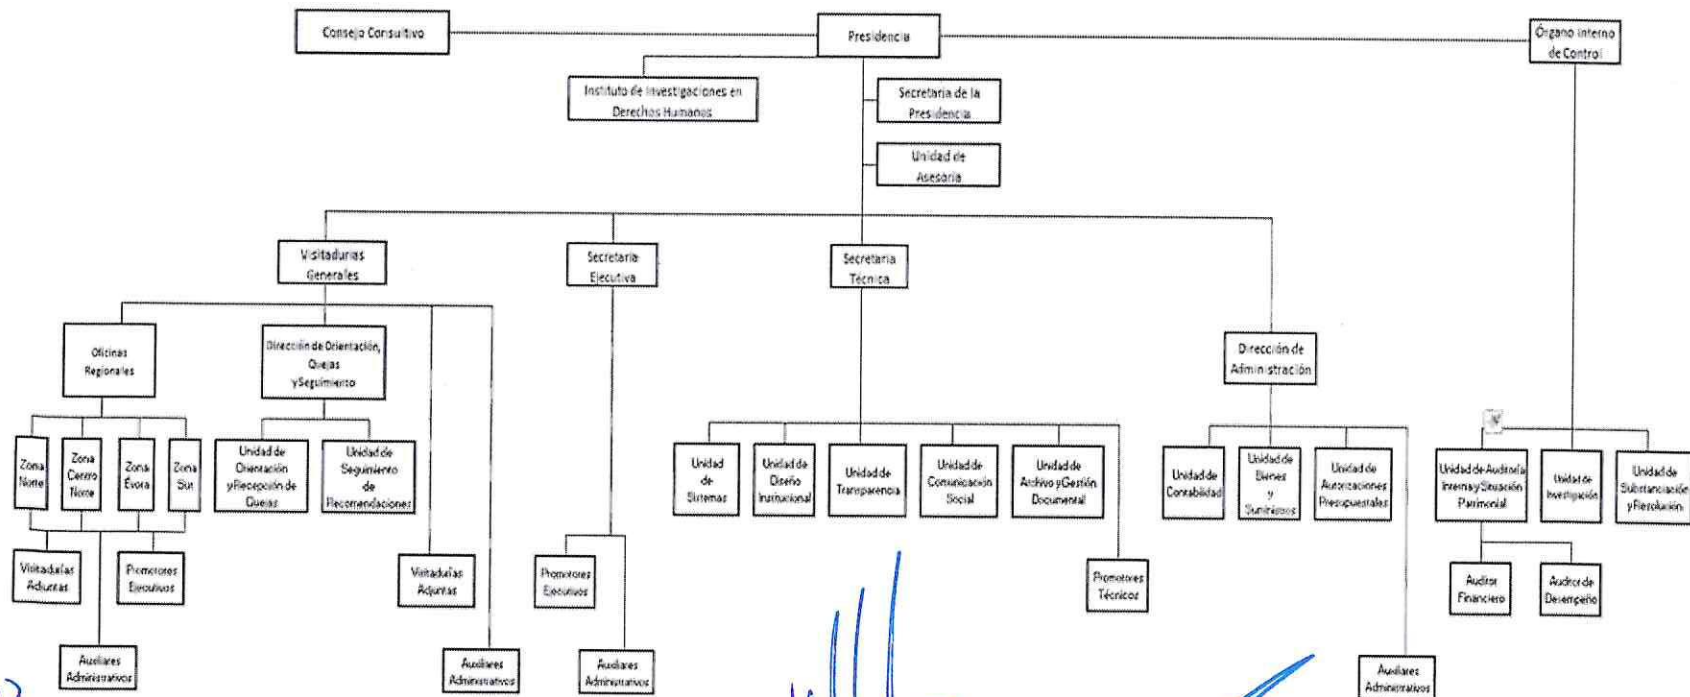 Consejo Consultivo
Presidencia
Órgano Interno
de Control
Instituto de Investigaciones en
Derechos Humanos
Secretaria de la
Presidencia
Unidad de
Asesoría
Visitadurías
Generales
Secretaría
Ejecutiva
Secretaría
Técnica
Dirección de
Administración
Oficinas
Regionales
Dirección de Orientación,
Quejas
y Seguimiento
Zona
Norte
Zona
Centro
Norte
Zona
Évora
Zona
Sur
Unidad de
Orientación
y Recepción de
Quejas
Unidad de
Seguimiento
de
Recomendaciones
Unidad
de
Sistemas
Unidad de
Diseño
Institucional
Unidad de
Transparencia
Unidad de
Comunicación
Social
Unidad de
Archivo y Gestión
Documental
Unidad de
Contabilidad
Unidad de
Bienes
y
Suministros
Unidad de
Autorizaciones
Presupuestales
Unidad de Auditoría
Interna y Situación
Patrimonial
Unidad de
Investigación
Unidad de
Substanciación
y Resolución
Visitadurías
Adjuntas
Promotores
Ejecutivos
Visitadurías
Adjuntas
Promotores
Ejecutivos
Promotores
Técnicos
Auditor
Financiero
Auditor de
Desempeño
Auxiliares
Administrativos
Auxiliares
Administrativos
Auxiliares
Administrativos
Auxiliares
Administrativos